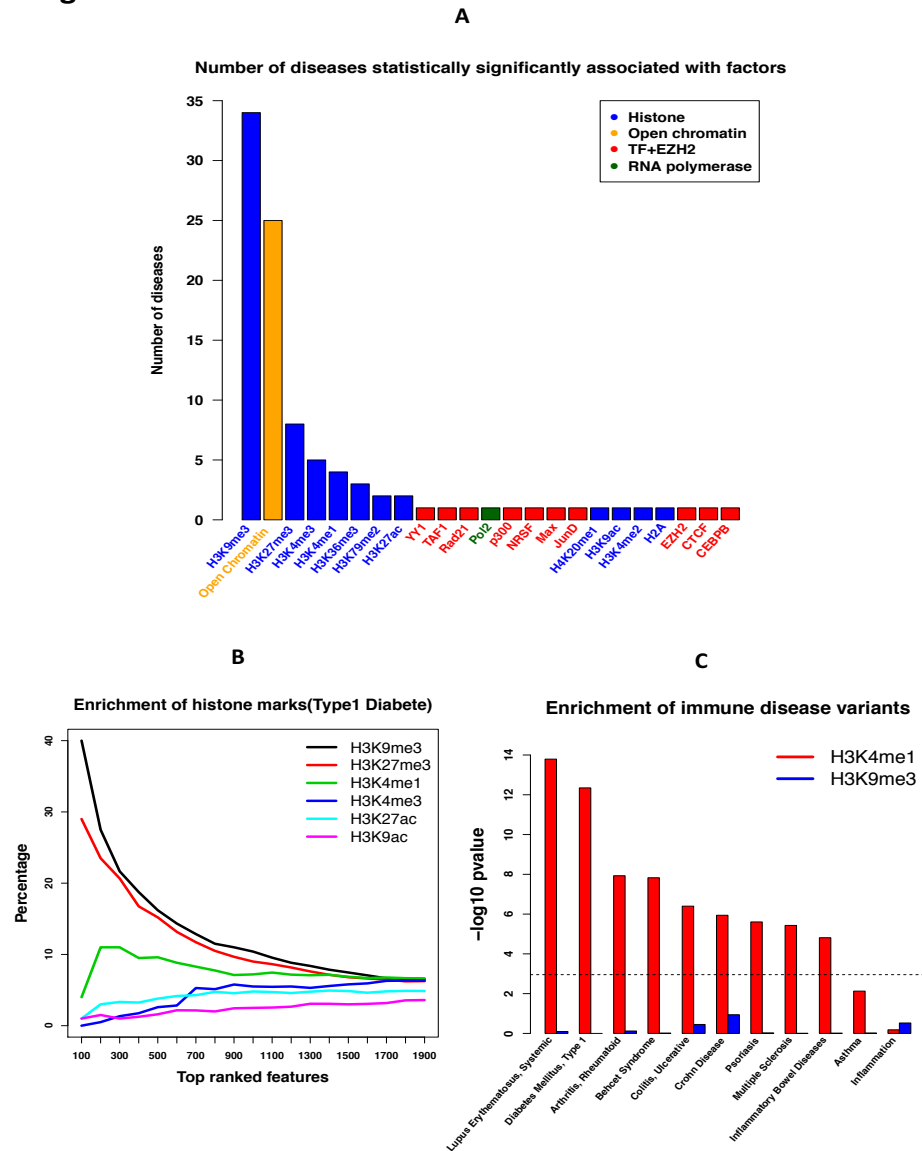 A
Number of diseases statistically significantly associated with factors
Number of diseases
35
30
25
20
15
10
5
0
Histone
Open chromatin
TF+EZH2
RNA polymerase
H3K9me3
Open Chromatin
H3K27me3
H3K4me3
H3K4me1
H3K36me3
H3K79me2
H3K27ac
YY1
TAF1
Rad21
Pol2
p300
NRSF
Max
JunD
H4K20me1
H3K9ac
H3K4me2
H2A
EZH2
CTCF
CEBPB
B
Enrichment of histone marks(Type1 Diabete)
Percentage
40
30
20
10
0
H3K9me3
H3K27me3
H3K4me1
H3K4me3
H3K27ac
H3K9ac
100 300 500 700 900 1100 1300 1500 1700 1900
Top ranked features
C
Enrichment of immune disease variants
−log10 pvalue
14
12
10
8
6
4
2
0
H3K4me1
H3K9me3
Lupus Erythematosus, Systemic
Diabetes Mellitus, Type 1
Arthritis, Rheumatoid
Behcet Syndrome
Colitis, Ulcerative
Crohn Disease
Psoriasis
Multiple Sclerosis
Inflammatory Bowel Diseases
Asthma
Inflammation